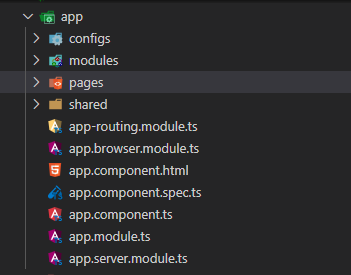 app
configs
modules
pages
shared
app-routing.module.ts
app.browser.module.ts
app.component.html
app.component.spec.ts
app.component.ts
app.module.ts
app.server.module.ts